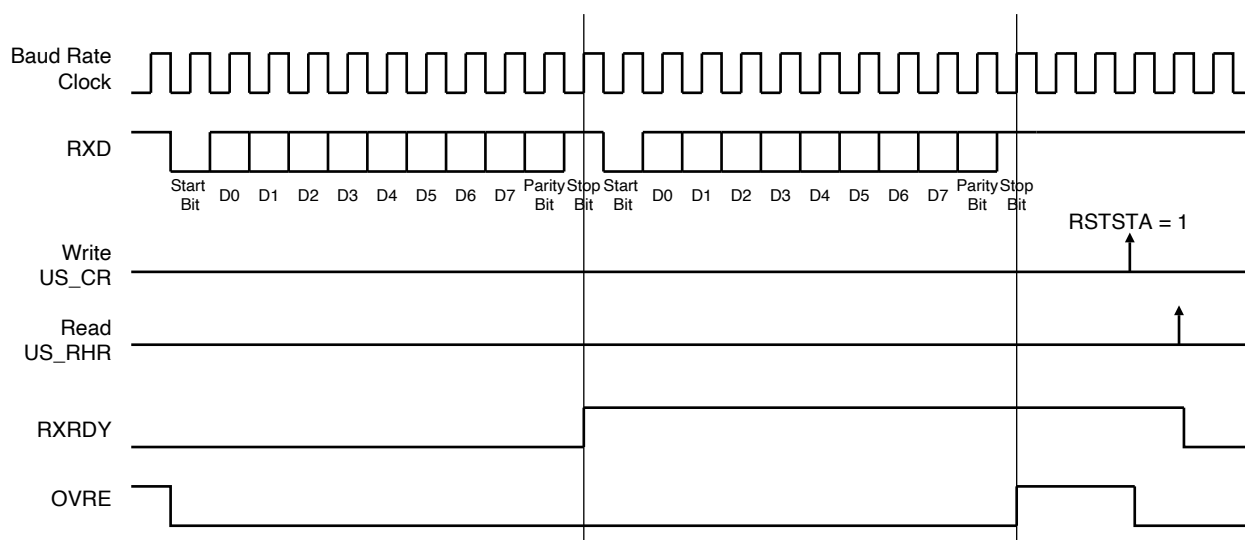 Baud Rate
Clock
RXD
Start
Bit
D0
D1
D2
D3
D4
D5
D6
D7
Parity
Bit
Stop
Bit
Start
Bit
D0
D1
D2
D3
D4
D5
D6
D7
Parity
Bit
Stop
Bit
RSTSTA = 1
Write
US_CR
Read
US_RHR
RXRDY
OVRE